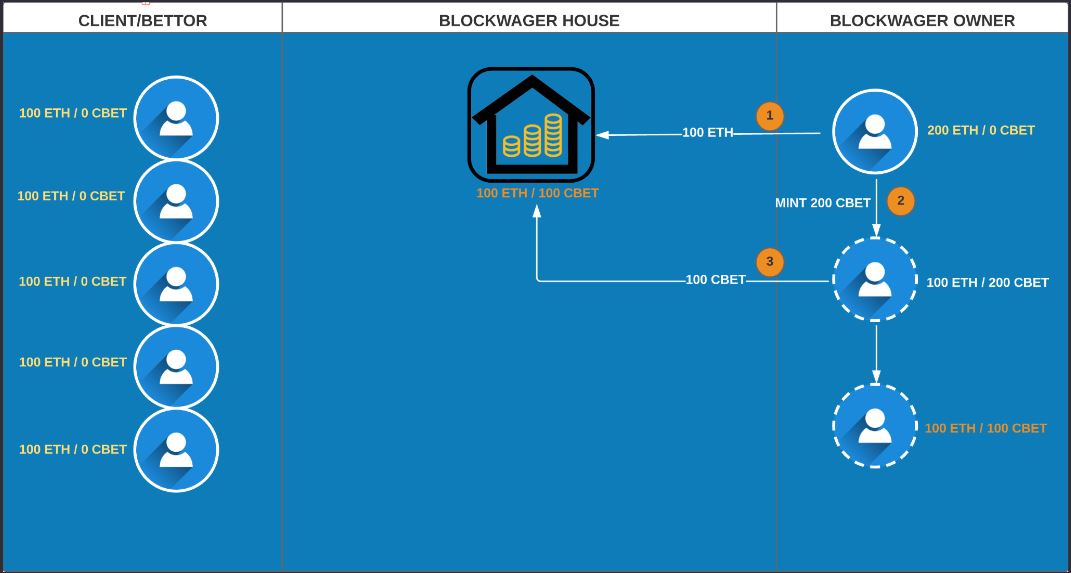 CLIENT/BETTOR
BLOCKWAGER HOUSE
BLOCKWAGER OWNER
100 ETH / 0 CBET
100 ETH / 0 CBET
100 ETH / 0 CBET
100 ETH / 0 CBET
100 ETH / 0 CBET
100 ETH / 100 CBET
1
100 ETH
200 ETH / 0 CBET
MINT 200 CBET
2
3
100 CBET
100 ETH / 200 CBET
100 ETH / 100 CBET